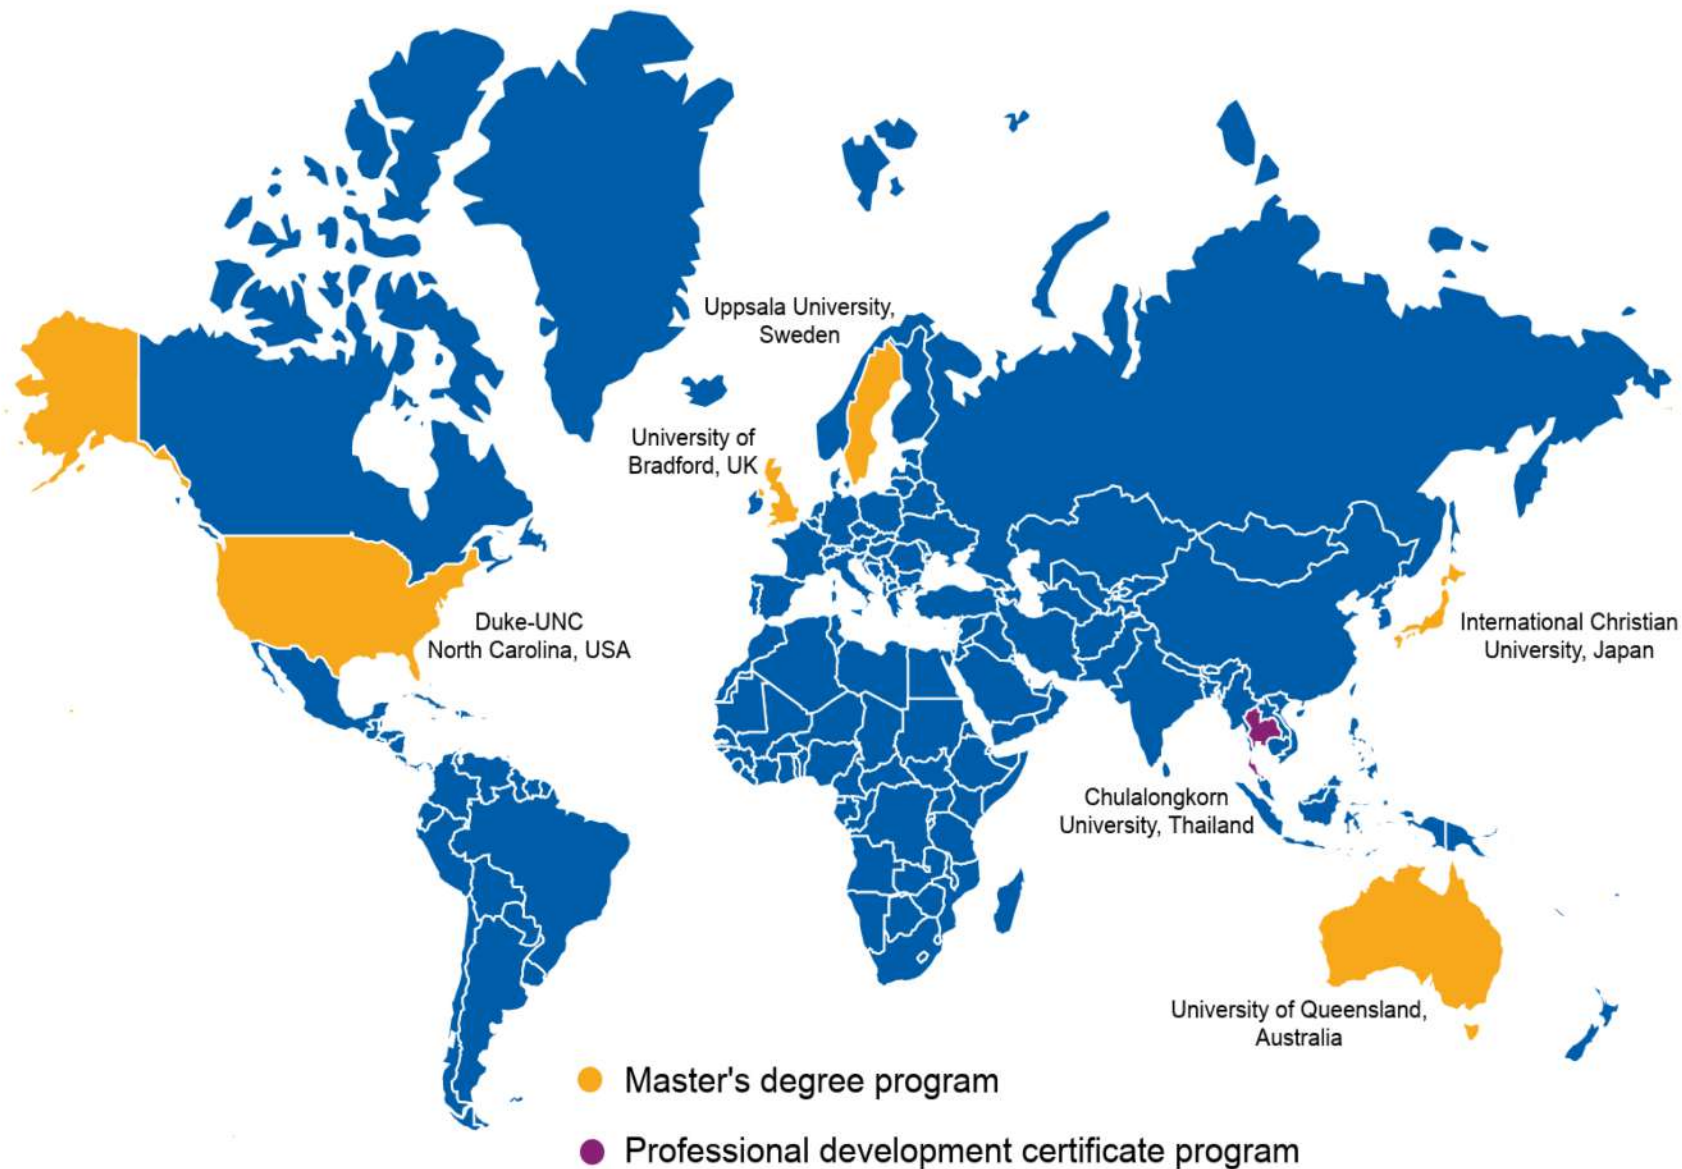 Uppsala University,
Sweden
University of
Bradford, UK
Duke-UNC
North Carolina, USA
International Christian
University, Japan
Chulalongkorn
University, Thailand
University of Queensland,
Australia
Master's degree program
Professional development certificate program